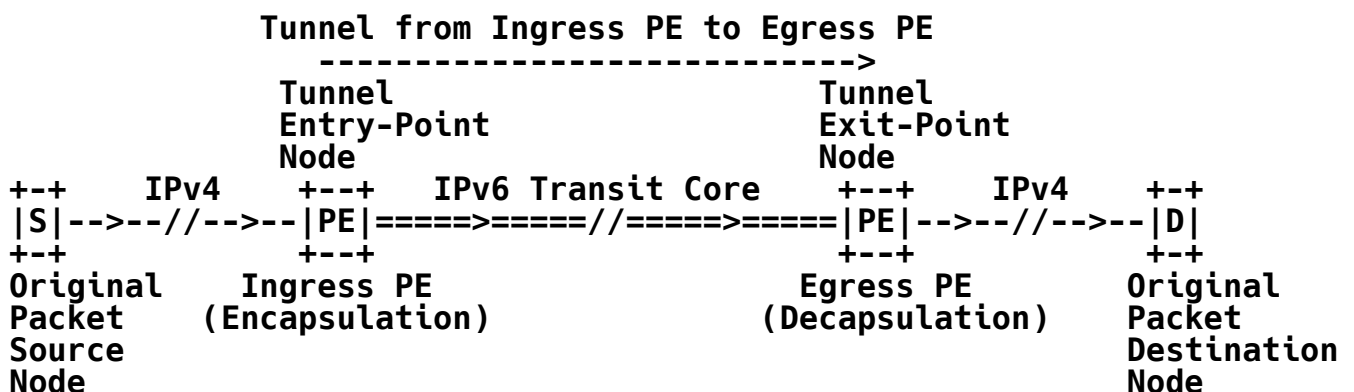 Tunnel from Ingress PE to Egress PE
---------------------------->
Tunnel Tunnel
Entry-Point Exit-Point
Node Node
+-+ IPv4 +--+ IPv6 Transit Core +--+ IPv4 +-+
|S|-->--//-->--|PE|=====>=====//=====>=====|PE|-->--//-->--|D|
+-+ +--+ +--+ +-+
Original Ingress PE Egress PE Original
Packet (Encapsulation) (Decapsulation) Packet
Source Destination
Node Node